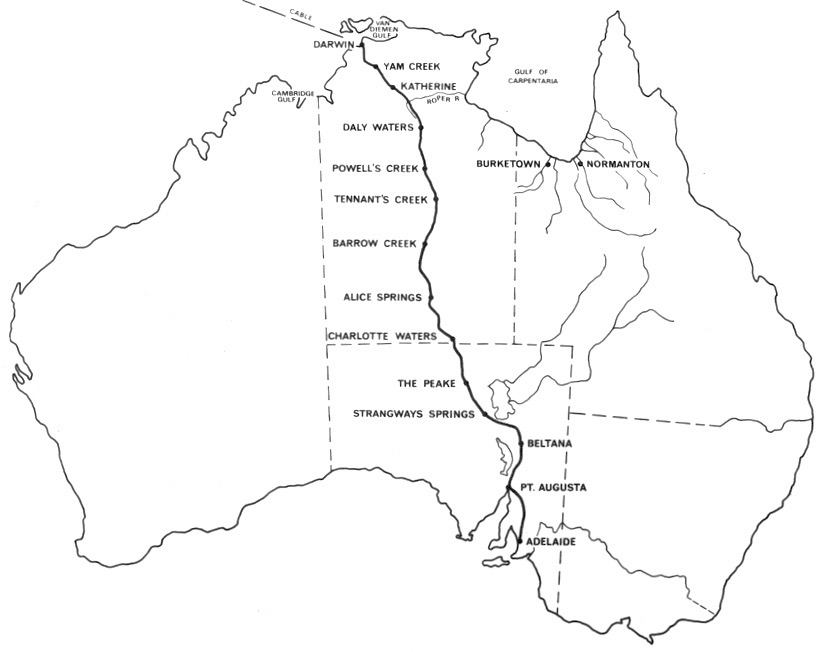 CABLE
VAN
DIEMEN
GULF
DARWIN
YAM CREEK
GULF OF
CARPENTARIA
KATHERINE
CAMBRIDGE
GULF
ROPER R
DALY WATERS
BURKETOWN
NORMANTON
POWELL'S CREEK
TENNANT'S CREEK
BARROW CREEK
ALICE SPRINGS
CHARLOTTE WATERS
THE PEAKE
STRANGWAYS SPRINGS
BELTANA
PT. AUGUSTA
ADELAIDE